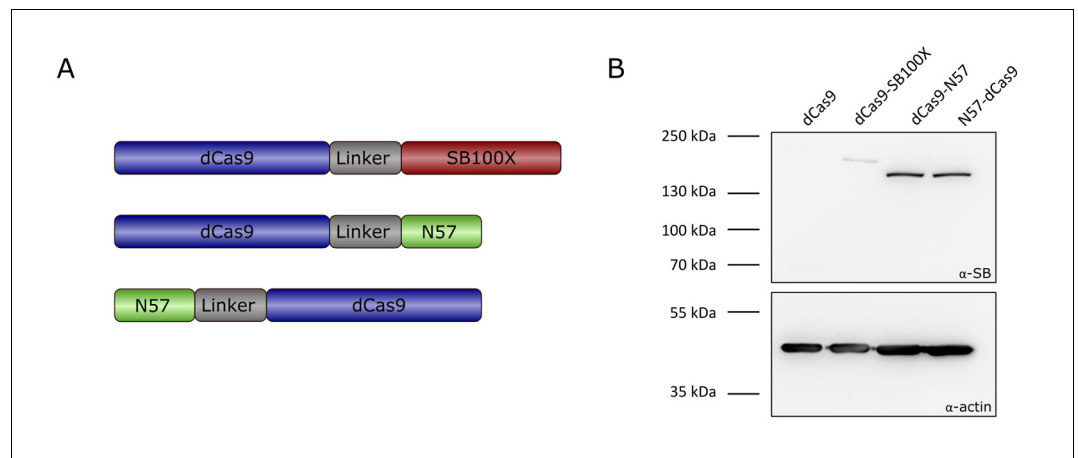 A
dCas9 Linker SB100X
dCas9 Linker N57
N57 Linker dCas9
B
dCas9
dCas9-SB100X
dCas9-N57
N57-dCas9
250 kDa
130 kDa
100 kDa
70 kDa
α-SB
55 kDa
35 kDa
α-actin